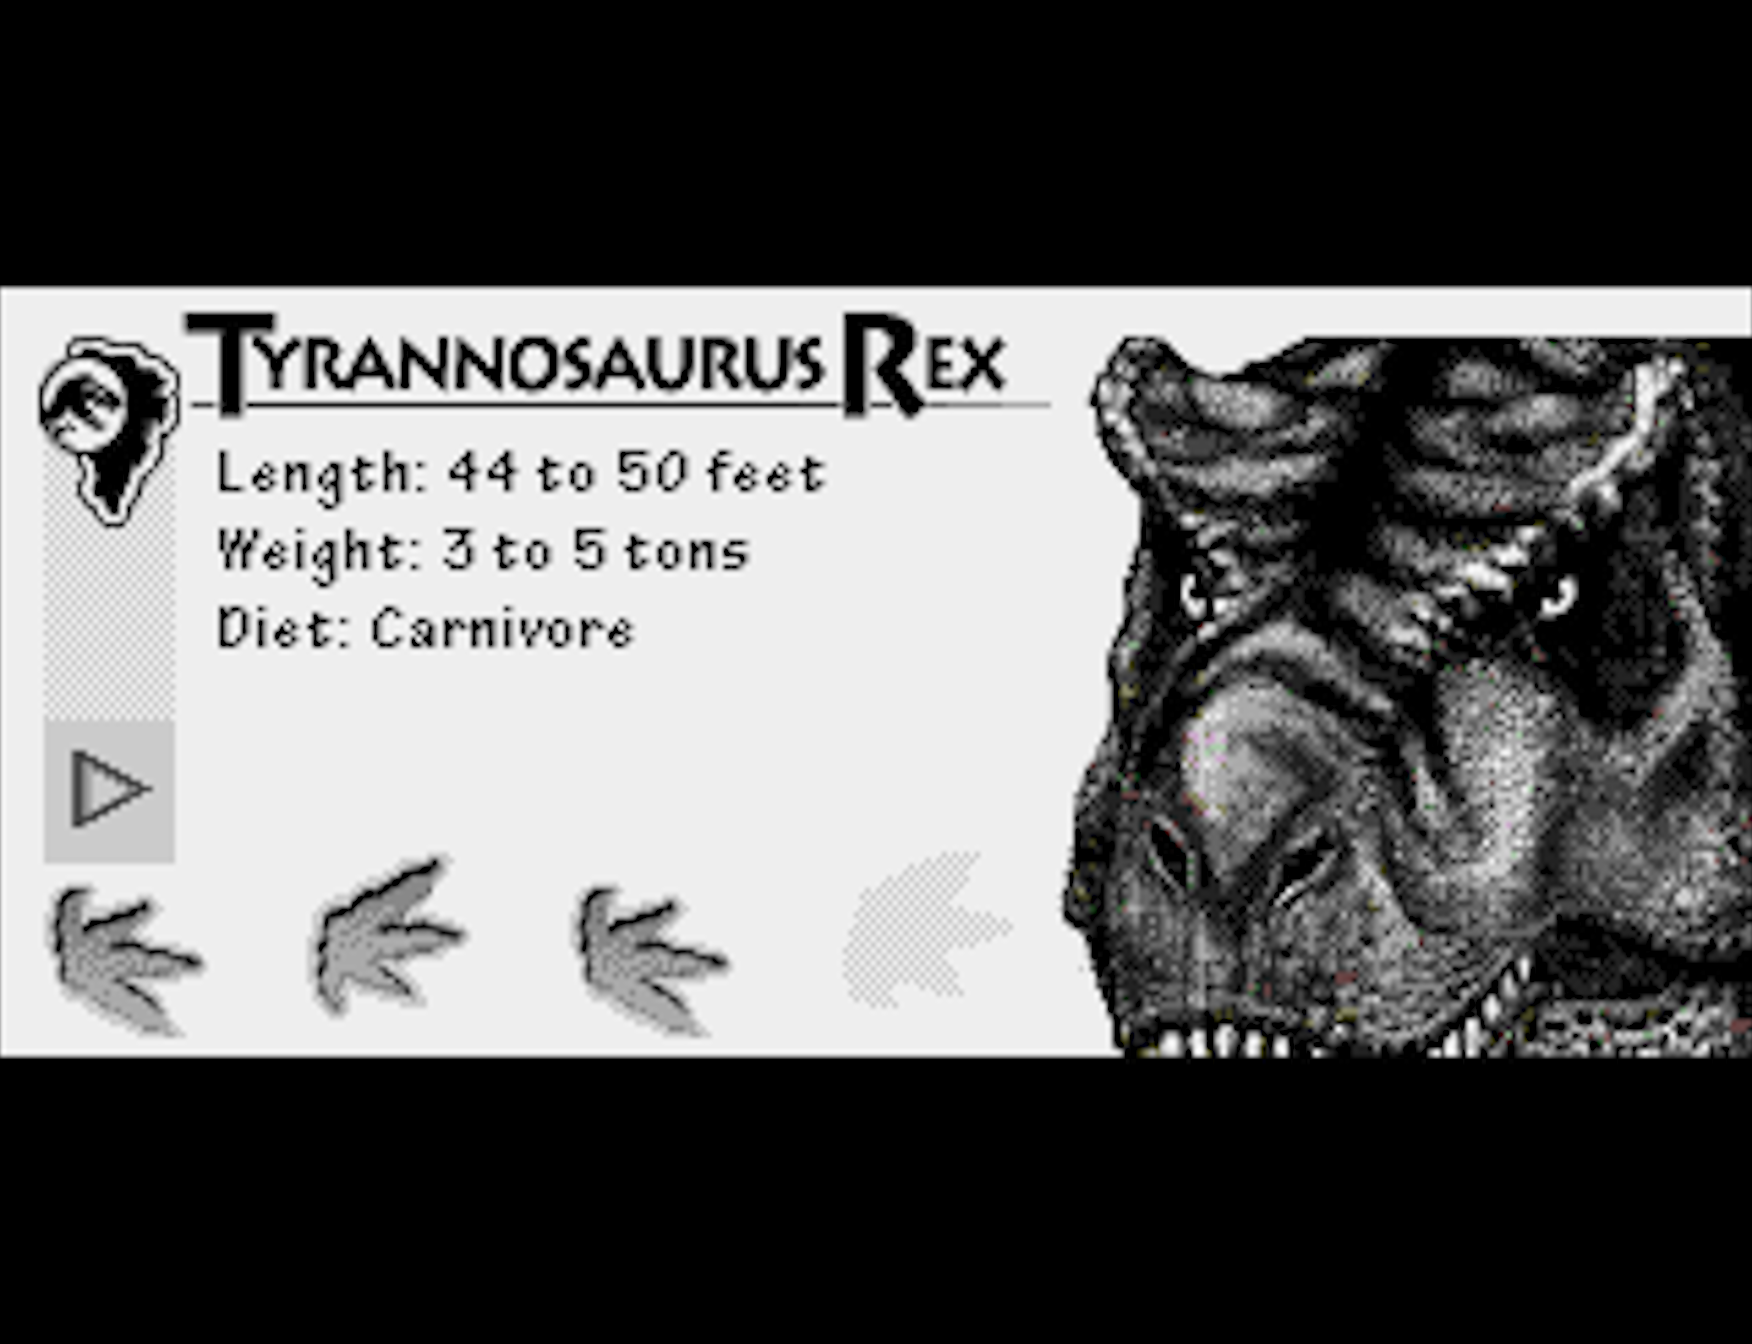 TYRANNOSAURUS REX
Length: 44 to 50 feet
Weight: 3 to 5 tons
Diet: Carnivore